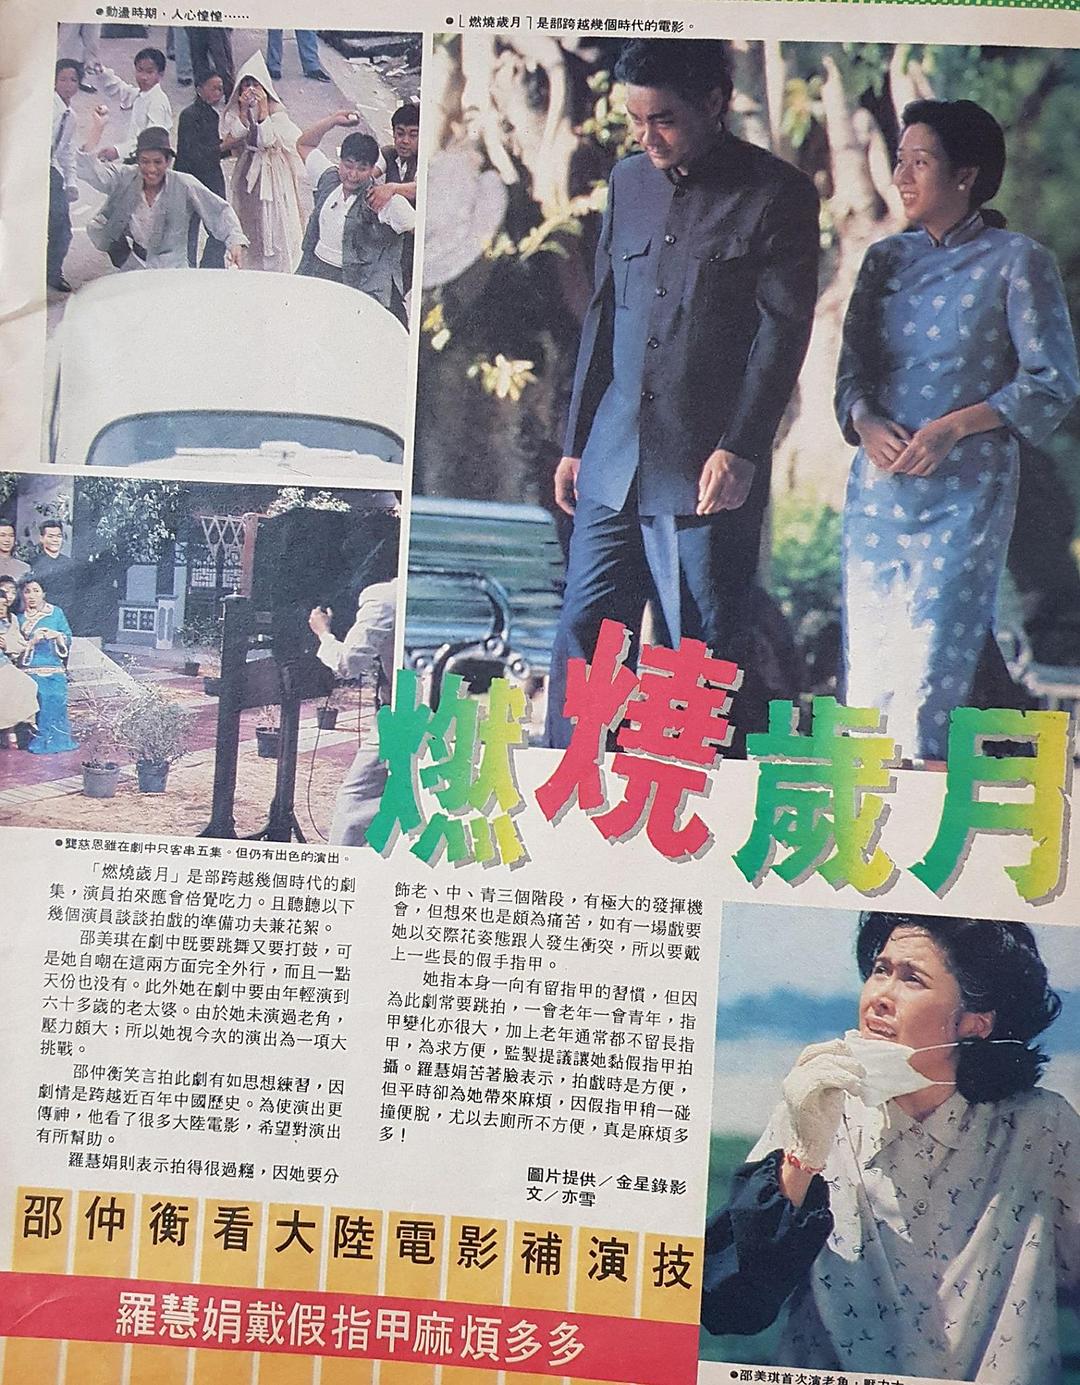 ●動盪時期，人心惶惶……
●「燃燒歲月」是部跨越幾個時代的電影。
燃燒歲月
●龔慈恩雖在劇中只客串五集。但仍有出色的演出。
「燃燒歲月」是部跨越幾個時代的劇
集，演員拍來應會倍覺吃力。且聽聽以下
幾個演員談談拍戲的準備功夫兼花絮。
邵美琪在劇中既要跳舞又要打鼓，可
是她自嘲在這兩方面完全外行，而且一點
天份也没有。此外她在劇中要由年輕演到
六十多歲的老太婆。由於她未演過老角，
壓力頗大；所以她視今次的演出為一項大
挑戰。
邵仲衡笑言拍此劇有如思想練習，因
劇情是跨越近百年中國歷史。為使演出更
傳神，他看了很多大陸電影，希望對演出
有所幫助。
羅慧娟則表示拍得很過癮，因她要分
飾老、中、青三個階段，有極大的發揮機
會，但想來也是頗為痛苦，如有一場戲要
她以交際花姿態跟人發生衝突，所以要戴
上一些長的假手指甲。
她指本身一向有留指甲的習慣，但因
為此劇常要跳拍，一會老年一會青年，指
甲變化亦很大，加上老年通常都不留長指
甲，為求方便，監製提議讓她黏假指甲拍
攝。羅慧娟苦著臉表示，拍戲時是方便，
但平時卻為她帶來麻煩，因假指甲稍一碰
撞便脫，尤以去廁所不方便，真是麻煩多
多！
圖片提供／金星錄影
文／亦雪
邵仲衡看大陸電影補演技
羅慧娟戴假指甲麻煩多多
●邵美琪首次演老角，壓力